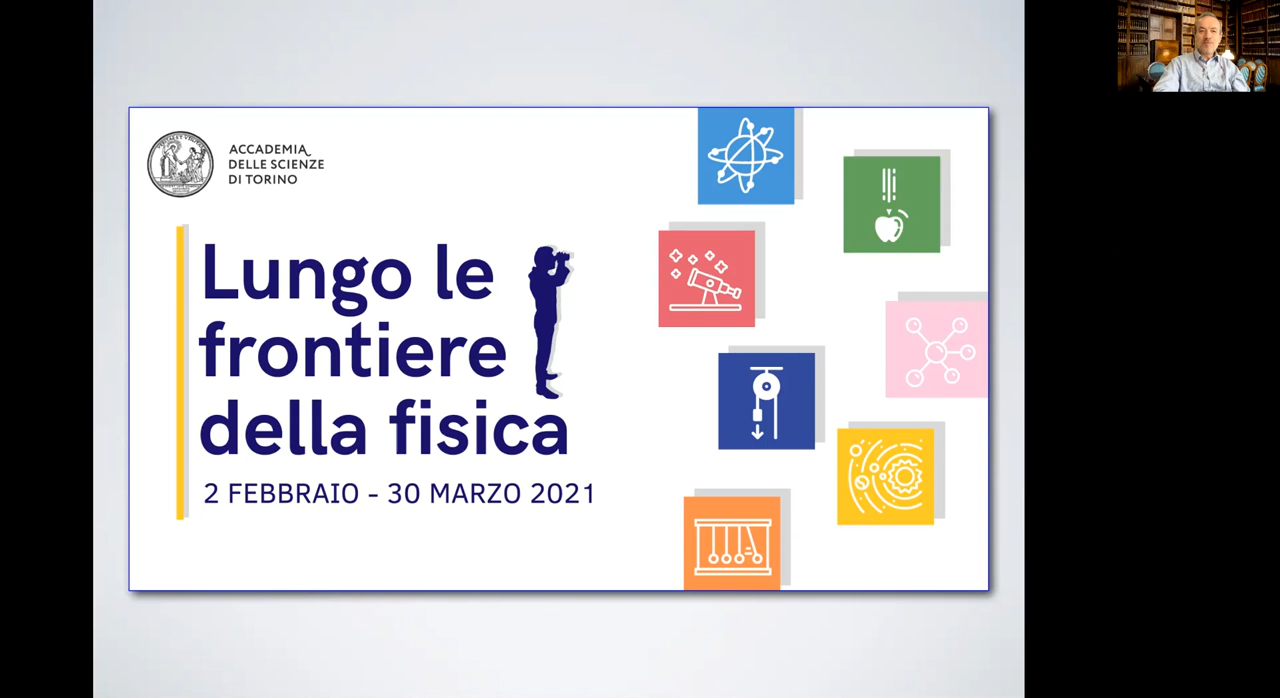 ACCADEMIA
DELLE SCIENZE
DI TORINO
Lungo le
frontiere
della fisica
2 FEBBRAIO - 30 MARZO 2021